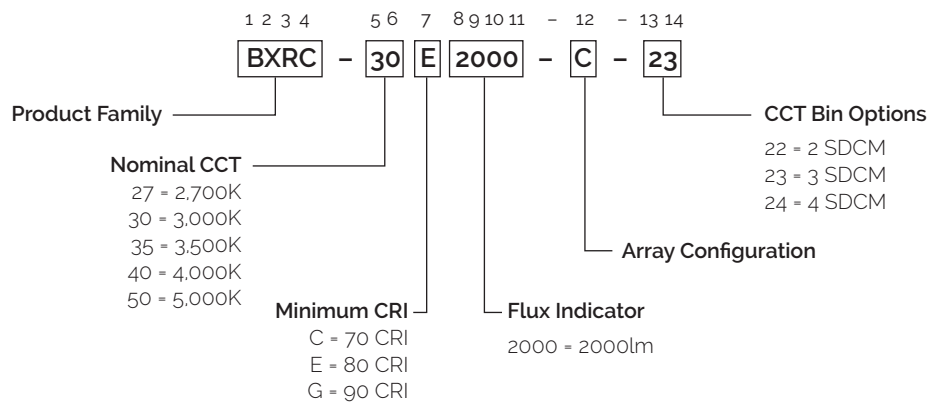 1 2 3 4 5 6 7 8 9 10 11 – 12 – 13 14
BXRC – 30 E 2000 – C – 23
Product Family
Nominal CCT
27 = 2,700K
30 = 3,000K
35 = 3,500K
40 = 4,000K
50 = 5,000K
Minimum CRI
C = 70 CRI
E = 80 CRI
G = 90 CRI
Flux Indicator
2000 = 2000lm
Array Configuration
CCT Bin Options
22 = 2 SDCM
23 = 3 SDCM
24 = 4 SDCM